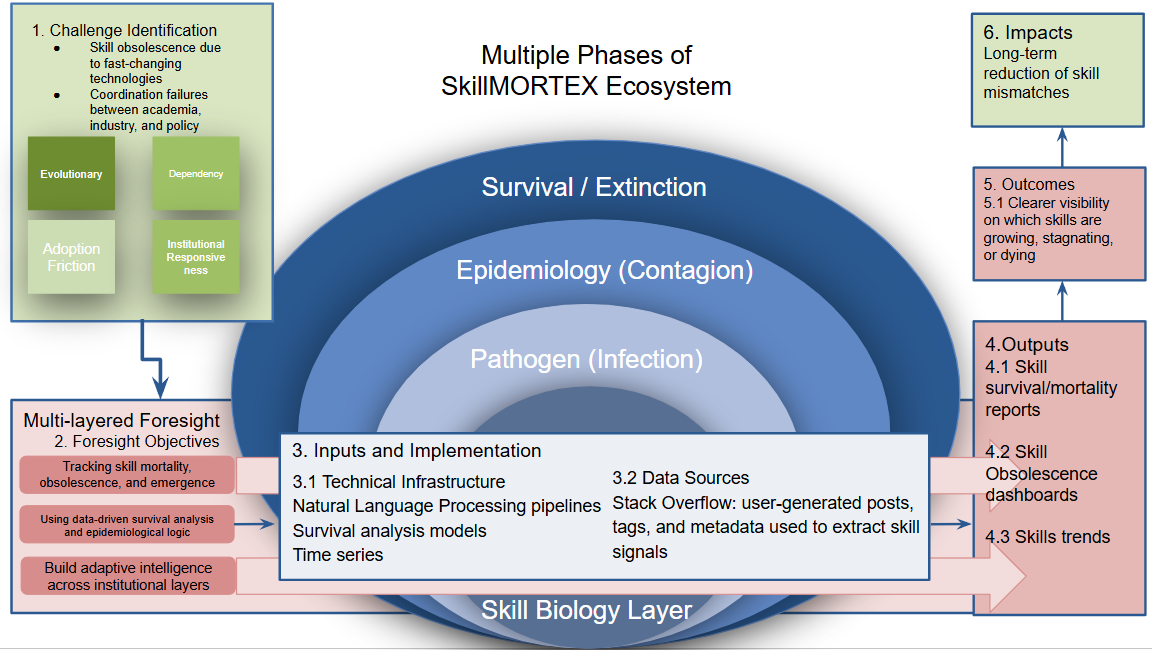 1. Challenge Identification
● Skill obsolescence due
to fast-changing
technologies
● Coordination failures
between academia,
industry, and policy
Evolutionary
Dependency
Adoption
Friction
Institutional
Responsive
ness
Multiple Phases of
SkillMORTEX Ecosystem
Survival / Extinction
Epidemiology (Contagion)
Pathogen (Infection)
Multi-layered Foresight
2. Foresight Objectives
Tracking skill mortality,
obsolescence, and emergence
Using data-driven survival analysis
and epidemiological logic
Build adaptive intelligence
across institutional layers
3. Inputs and Implementation
3.1 Technical Infrastructure
Natural Language Processing pipelines
Survival analysis models
Time series
3.2 Data Sources
Stack Overflow: user-generated posts,
tags, and metadata used to extract skill
signals
Skill Biology Layer
4.Outputs
4.1 Skill
survival/mortality
reports
4.2 Skill
Obsolescence
dashboards
4.3 Skills trends
5. Outcomes
5.1 Clearer visibility
on which skills are
growing, stagnating,
or dying
6. Impacts
Long-term
reduction of skill
mismatches